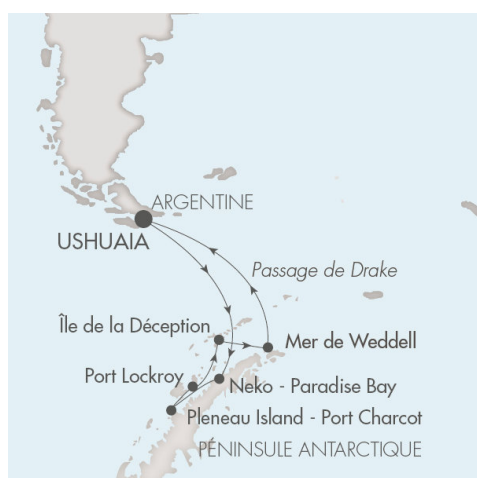 ARGENTINE
USHUAIA
Passage de Drake
Île de la Déception
Mer de Weddell
Port Lockroy
Neko - Paradise Bay
Pleneau Island - Port Charcot
PÉNINSULE ANTARCTIQUE